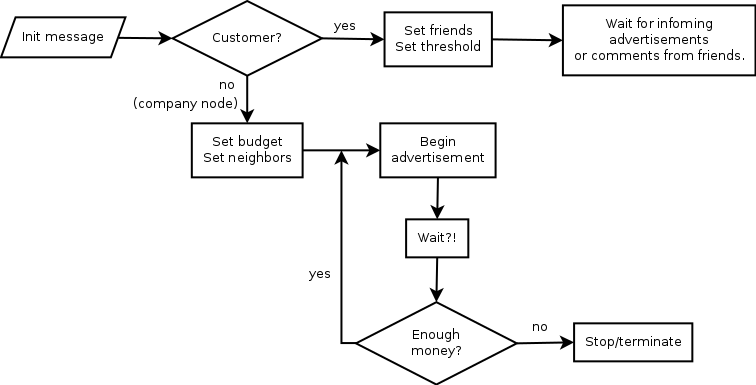 Init message
Customer?
yes
Set friends
Set threshold
Wait for infoming
advertisements
or comments from friends.
no
(company node)
Set budget
Set neighbors
Begin
advertisement
Wait?!
yes
Enough
money?
no
Stop/terminate